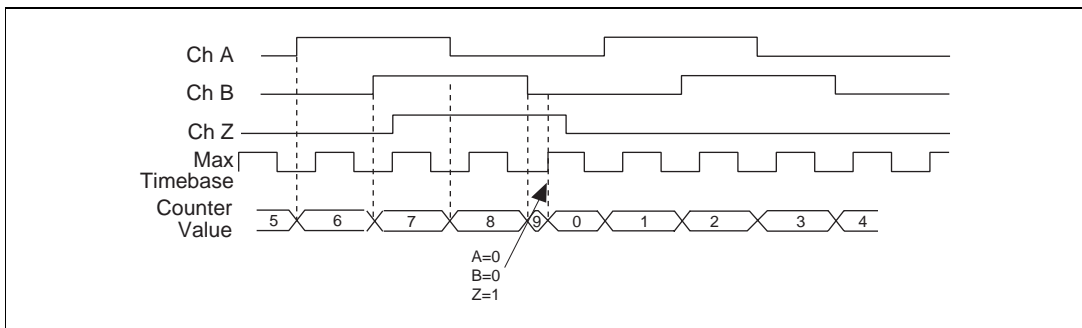 Ch A
Ch B
Ch Z
Max
Timebase
Counter
Value
5 6 7 8 9 0 1 2 3 4
A=0
B=0
Z=1